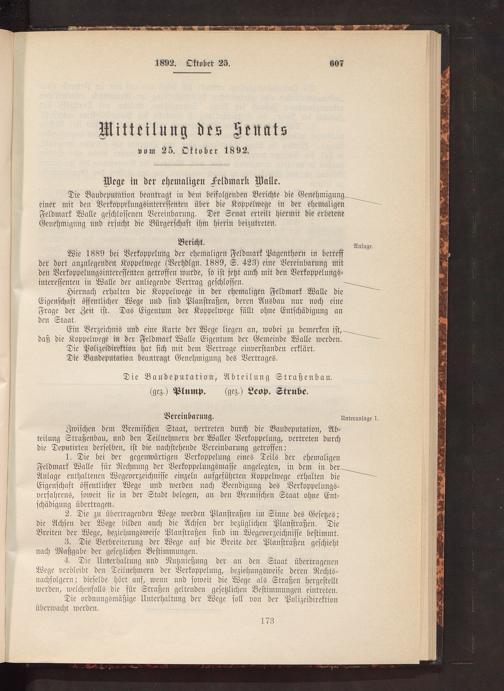 1892. Oktober 25. 607
Mitteilung des Senats
vom 25. Oktober 1892.
Wege in der ehemaligen Feldmark Walle.
Die Baudeputation beantragt in dem beifolgenden Berichte die Genehmigung
einer mit den Verkoppelungsinteressenten über die Koppelwege in der ehemaligen
Feldmark Walle geschlossenen Vereinbarung. Der Senat erteilt hiermit die erbetene
Genehmigung und ersucht die Bürgerschaft ihm hierin beizutreten.
Bericht.
Anlage.
Wie 1889 bei Verkoppelung der ehemaligen Feldmark Pagenthorn in betreff
der dort anzulegenden Koppelwege (Verhdlgn. 1889, S. 423) eine Vereinbarung mit
den Verkoppelungsinteressenten getroffen wurde, so ist jetzt auch mit den Verkoppelungs-
interessenten in Walle der anliegende Vertrag geschlossen.
Hiernach erhalten die Koppelwege in der ehemaligen Feldmark Walle die
Eigenschaft öffentlicher Wege und sind Planstraßen, deren Ausbau nur noch eine
Frage der Zeit ist. Das Eigentum der Koppelwege fällt ohne Entschädigung an
den Staat.
Ein Verzeichnis und eine Karte der Wege liegen an, wobei zu bemerken ist,
daß die Koppelwege in der Feldmark Walle Eigentum der Gemeinde Walle werden.
Die Polizeidirektion hat sich mit dem Vertrage einverstanden erklärt.
Die Baudeputation beantragt Genehmigung des Vertrages.
Die Baudeputation, Abteilung Straßenbau.
(gez.) Plump. (gez.) Leop. Strube.
Vereinbarung.
Unteranlage 1.
Zwischen dem Bremischen Staat, vertreten durch die Baudeputation, Ab-
teilung Straßenbau, und den Teilnehmern der Waller Verkoppelung, vertreten durch
die Deputirten derselben, ist die nachstehende Vereinbarung getroffen:
1. Die bei der gegenwärtigen Verkoppelung eines Teils der ehemaligen
Feldmark Walle für Rechnung der Verkoppelungsmasse angelegten, in dem in der
Anlage enthaltenen Wegeverzeichnisse einzeln aufgeführten Koppelwege erhalten die
Eigenschaft öffentlicher Wege und werden nach Beendigung des Verkoppelungs-
verfahrens, soweit sie in der Stadt belegen, an den Bremischen Staat ohne Ent-
schädigung übertragen.
2. Die zu übertragenden Wege werden Planstraßen im Sinne des Gesetzes;
die Achsen der Wege bilden auch die Achsen der bezüglichen Planstraßen. Die
Breiten der Wege, beziehungsweise Planstraßen sind im Wegeverzeichnisse bestimmt.
3. Die Verbreiterung der Wege auf die Breite der Planstraßen geschieht
nach Maßgabe der gesetzlichen Bestimmungen.
4. Die Unterhaltung und Nutznießung der an den Staat übertragenen
Wege verbleibt den Teilnehmern der Verkoppelung, beziehungsweise deren Rechts-
nachfolgern; dieselbe hört auf, wenn und soweit die Wege als Straßen hergestellt
werden, welchenfalls die für Straßen geltenden gesetzlichen Bestimmungen eintreten.
Die ordnungsmäßige Unterhaltung der Wege soll von der Polizeidirektion
überwacht werden.
173